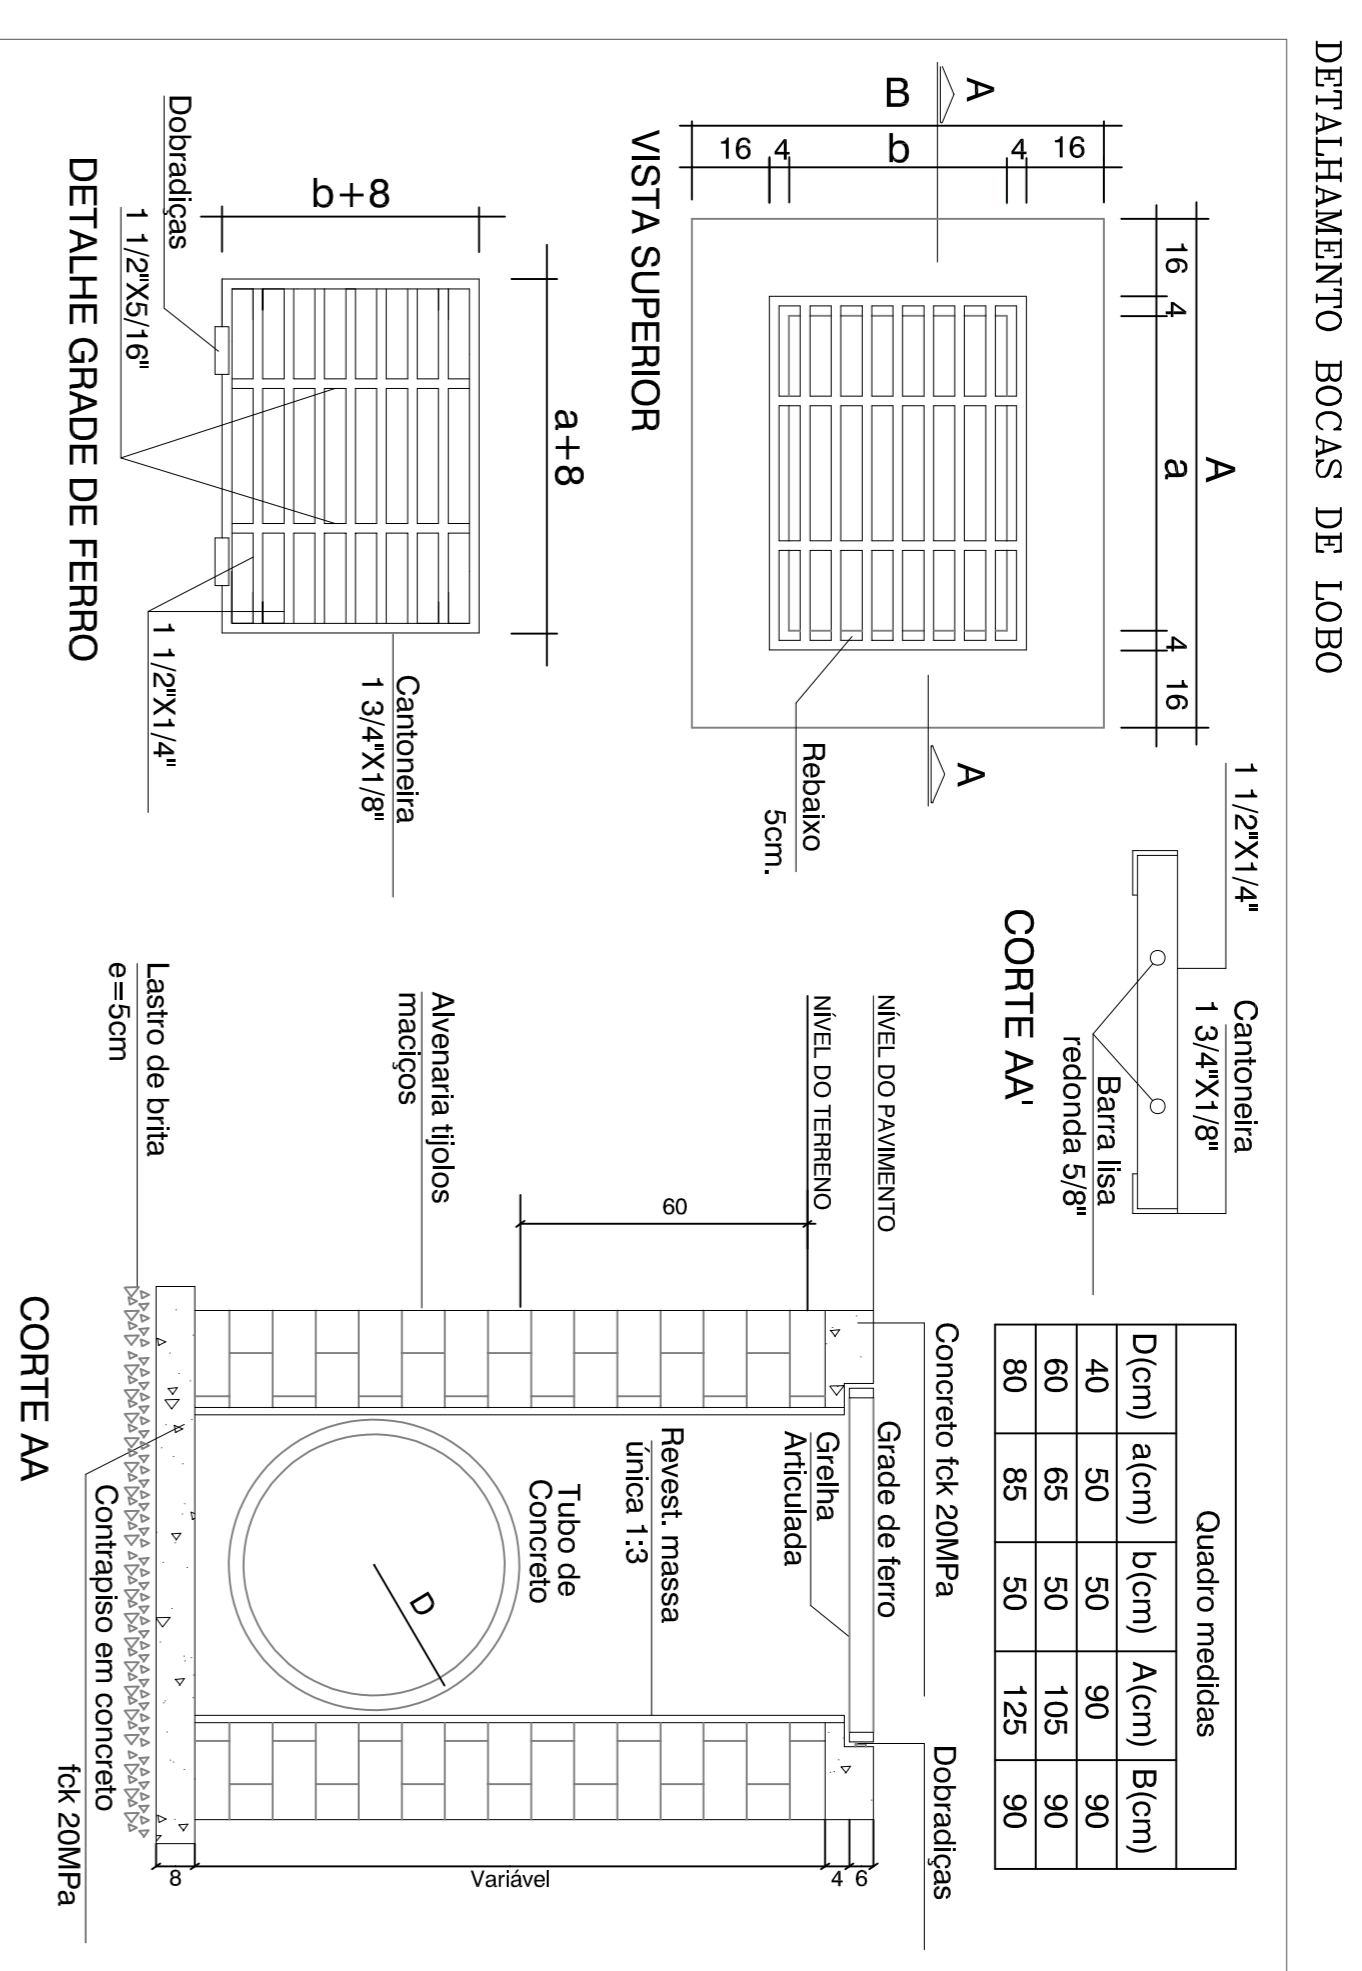 DETALHAMENTO BOCAS DE LOBO
A
16 4 a 4 16
B
16 4 b 4 16
A
A
Rebaixo
5cm.
VISTA SUPERIOR
1 1/2"X1/4"
Cantoneira
1 3/4"X1/8"
Barra lisa
redonda 5/8"
CORTE AA'
Quadro medidas
D(cm) a(cm) b(cm) A(cm) B(cm)
40 50 50 90 90
60 65 50 105 90
80 85 50 125 90
a+8
b+8
Cantoneira
1 3/4"X1/8"
Dobradiças
1 1/2"X5/16"
1 1/2"X1/4"
DETALHE GRADE DE FERRO
Concreto fck 20MPa
Dobradiças
NÍVEL DO PAVIMENTO
Grade de ferro
NÍVEL DO TERRENO
Grelha
Articulada
60
Revest. massa
única 1:3
Tubo de
Concreto
D
Alvenaria tijolos
maciços
6
4
Variável
8
Lastro de brita
e=5cm
Contrapiso em concreto
fck 20MPa
CORTE AA